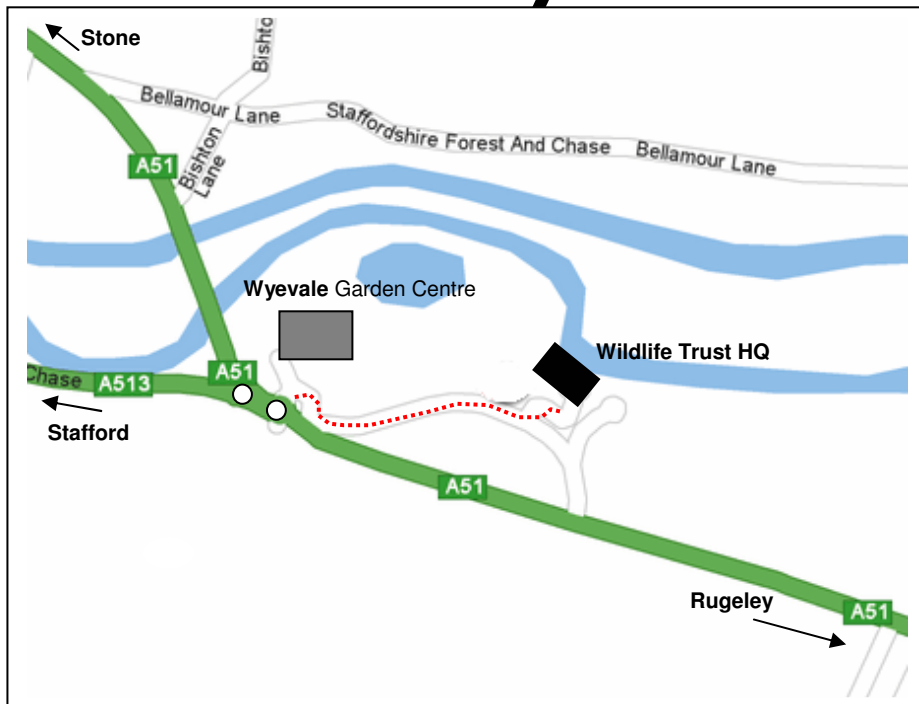 Stone
Bishto
Bellamour Lane
Staffordshire Forest And Chase
Bellamour Lane
A51
Bishton
Lane
Wyevale Garden Centre
Wildlife Trust HQ
A51
Chase
A513
Stafford
A51
Rugeley
A51